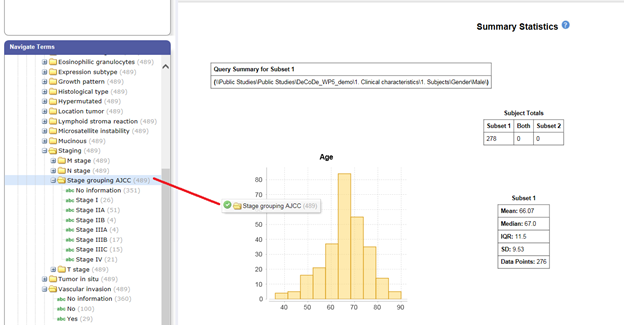 Navigate Terms
Eosinophilic granulocytes (489)
Expression subtype (489)
Growth pattern (489)
Histological type (489)
Hypermutated (489)
Location tumor (489)
Lymphoid stroma reaction (489)
Microsatellite instability (489)
Mucinous (489)
Staging (489)
M stage (489)
N stage (489)
Stage grouping AJCC (489)
abc No information (351)
abc Stage I (26)
abc Stage IIA (51)
abc Stage IIB (4)
abc Stage IIIA (4)
abc Stage IIIB (17)
abc Stage IIIC (15)
abc Stage IV (21)
T stage (489)
Tumor in situ (489)
Vascular invasion (489)
abc No information (360)
abc No (100)
abc Yes (29)
Stage grouping AJCC (489)
Summary Statistics ?
Query Summary for Subset 1
(\\Public Studies\Public Studies\DeCoDe_WP5_demo\1. Clinical characteristics\1. Subjects\Gender\Male\)
Subject Totals
Subset 1 Both Subset 2
278 0 0
Age
80
70
60
50
40
30
20
10
0
40 50 60 70 80 90
Subset 1
Mean: 66.07
Median: 67.0
IQR: 11.5
SD: 9.53
Data Points: 276